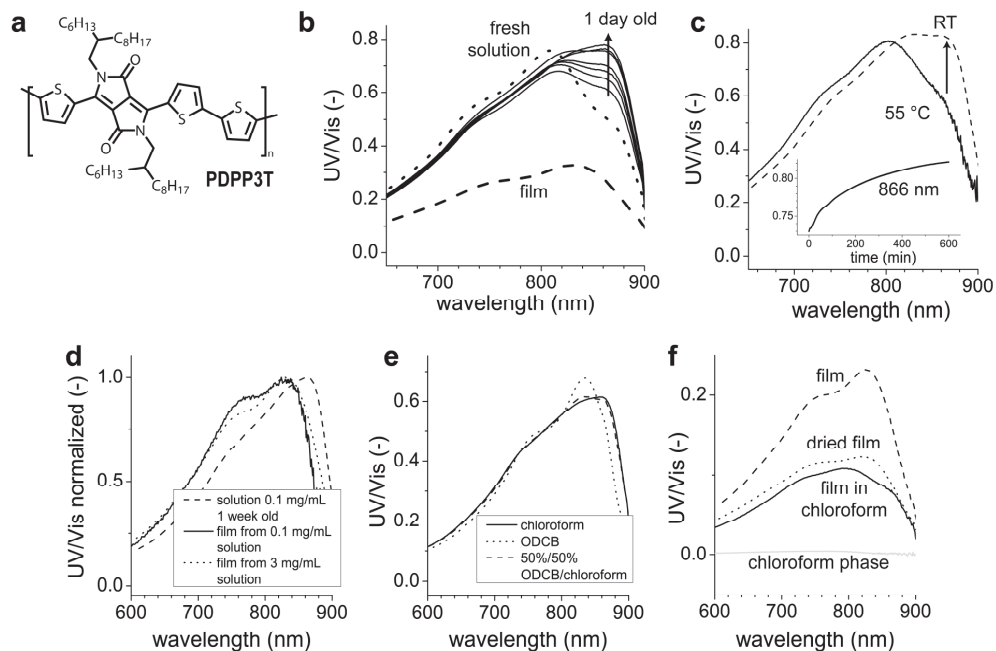 a
C6H13
C8H17
N
O
S
S
S
O
N
n
C6H13
C8H17
PDPP3T
b
fresh
solution
1 day old
film
UV/Vis (-)
0.8
0.6
0.4
0.2
0.0
700
800
900
wavelength (nm)
c
RT
55 °C
866 nm
0.80
0.75
0
200
400
600
time (min)
UV/Vis (-)
0.8
0.6
0.4
0.2
0.0
700
800
900
wavelength (nm)
d
UV/Vis normalized (-)
1.0
0.5
0.0
solution 0.1 mg/mL
1 week old
film from 0.1 mg/mL
solution
film from 3 mg/mL
solution
600
700
800
900
wavelength (nm)
e
UV/Vis (-)
0.6
0.4
0.2
0.0
chloroform
ODCB
50%/50%
ODCB/chloroform
600
700
800
900
wavelength (nm)
f
UV/Vis (-)
0.2
0.1
0.0
film
dried film
film in
chloroform
chloroform phase
600
700
800
900
wavelength (nm)